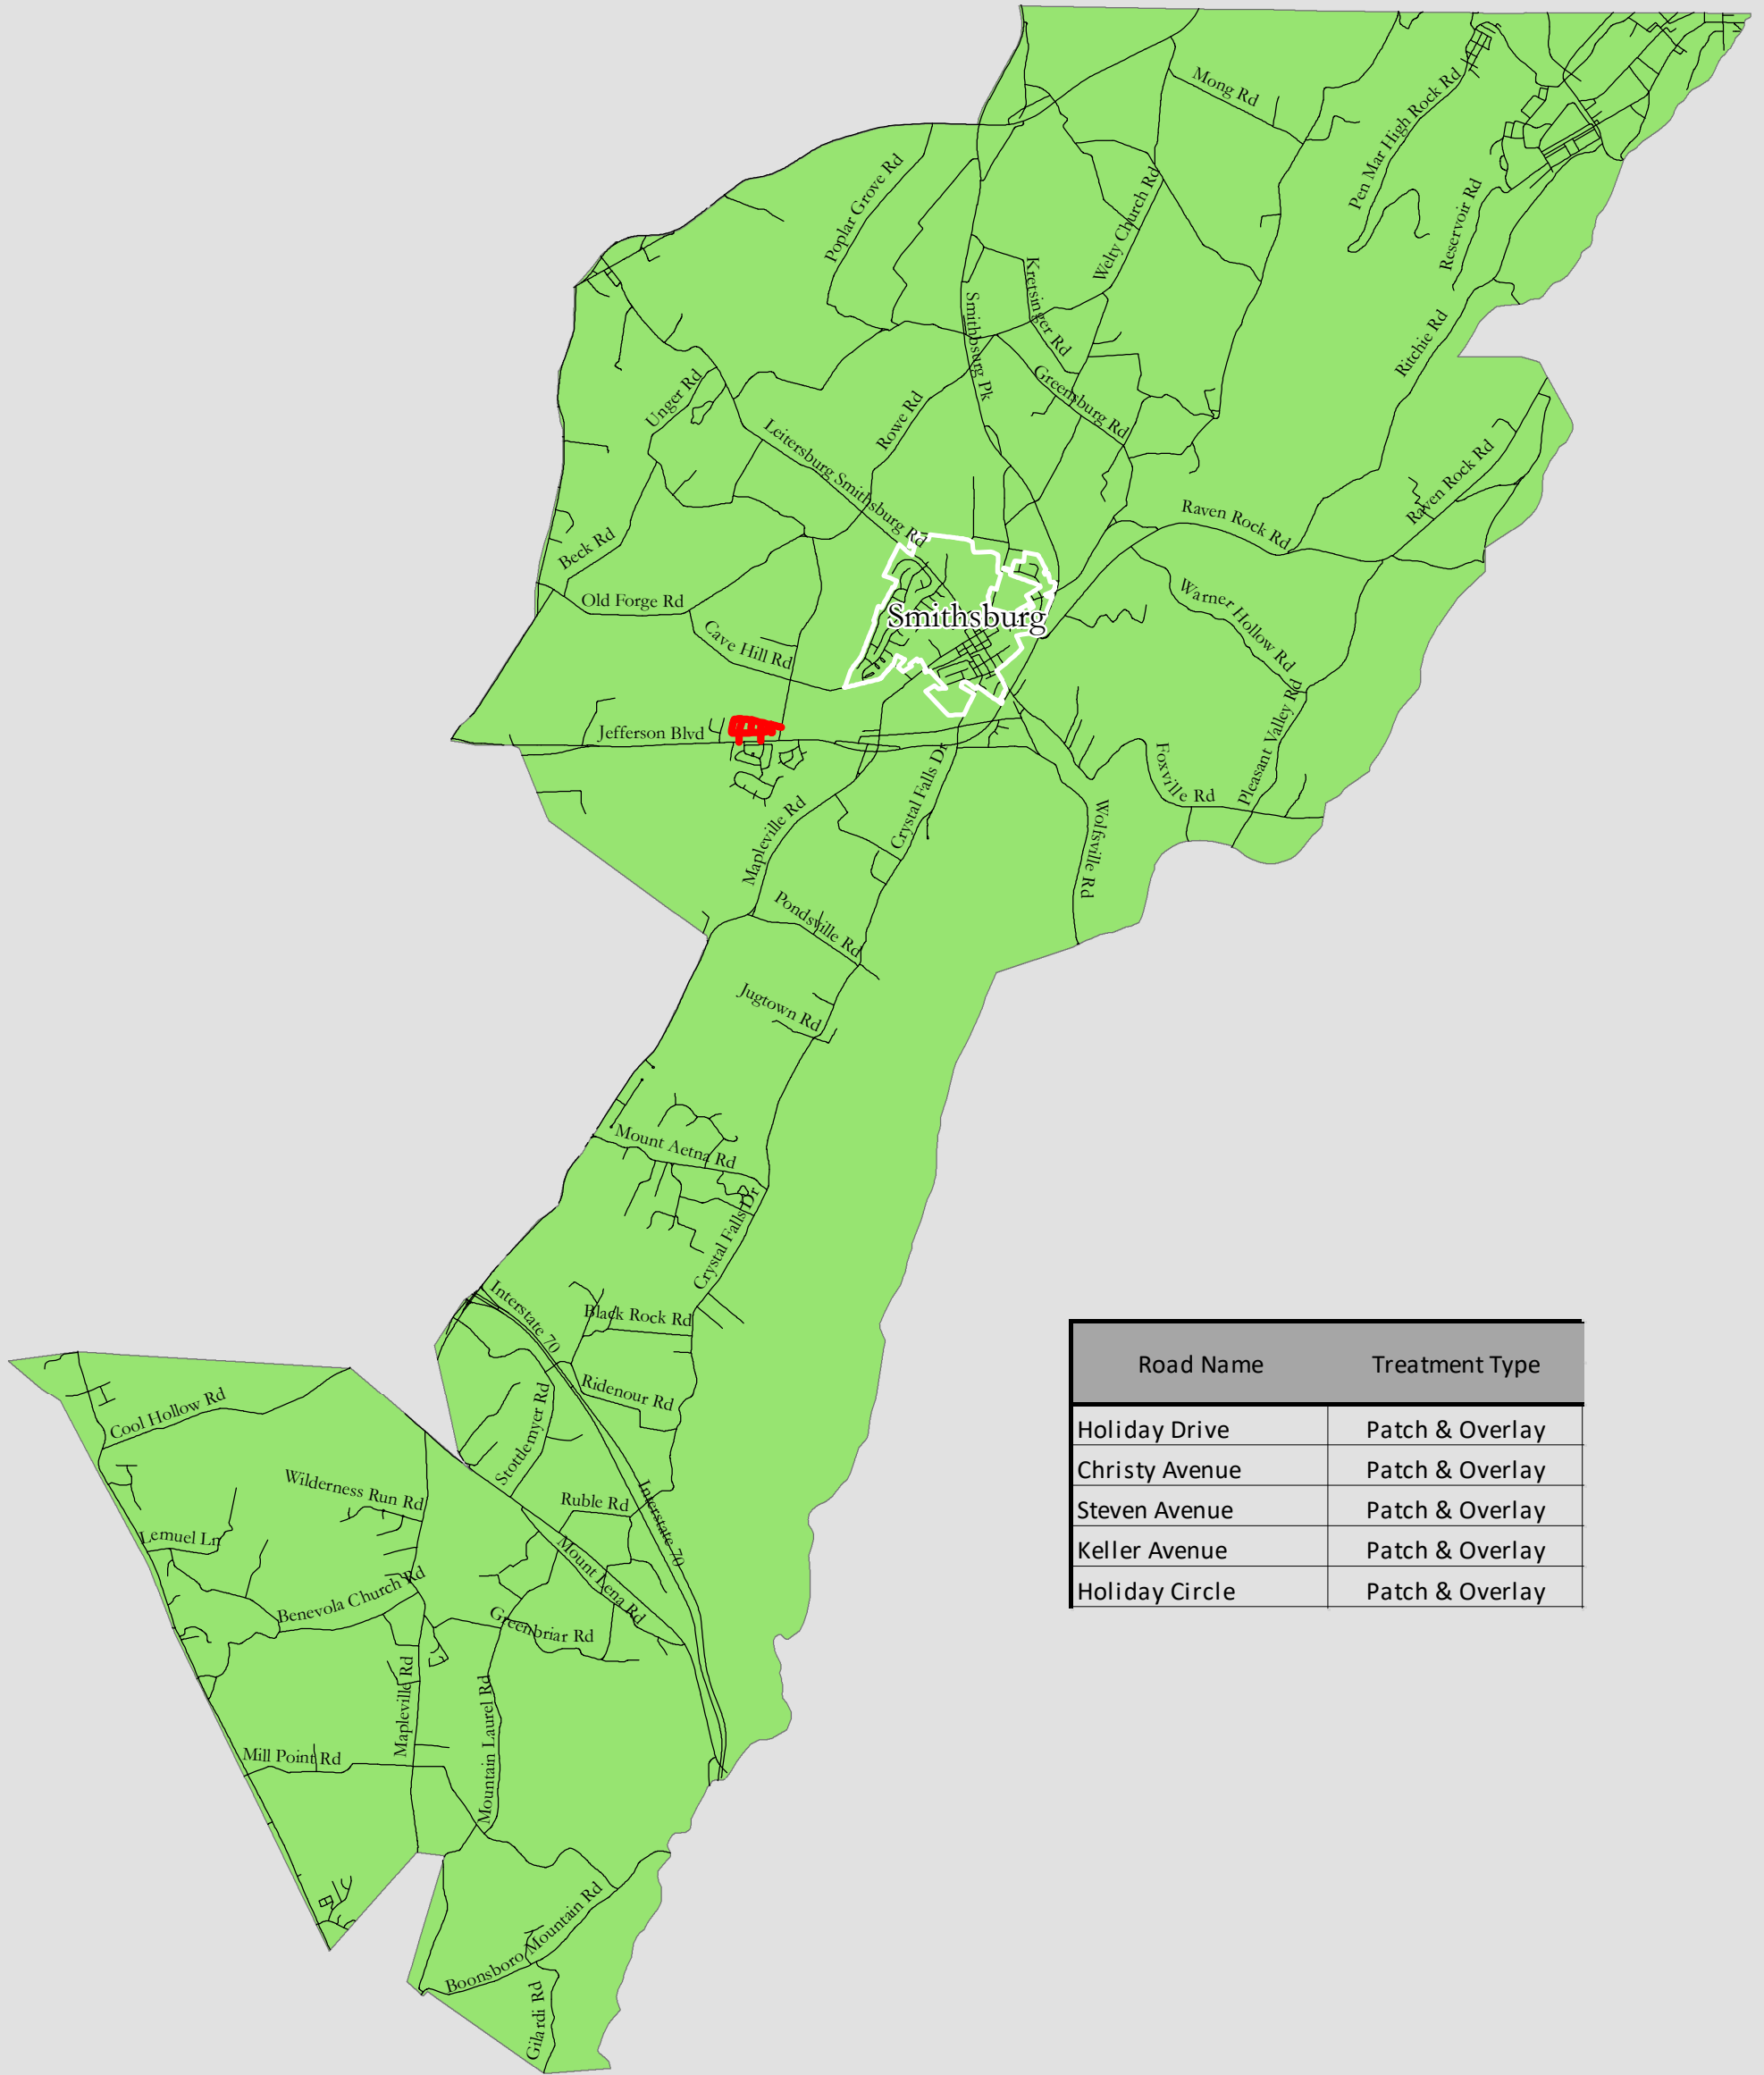 Mong Rd
Pen Mar High Rock Rd
Poplar Grove Rd
Welty Church Rd
Reservoir Rd
Kretsinger Rd
Smithbsurg Pk
Ritchie Rd
Unger Rd
Greensburg Rd
Rowe Rd
Leitersburg Smithsburg Rd
Raven Rock Rd
Raven Rock Rd
Beck Rd
Old Forge Rd
Smithsburg
Warner Hollow Rd
Cave Hill Rd
Jefferson Blvd
Pleasant Valley Rd
Foxville Rd
Crystal Falls Dr
Mapleville Rd
Wolfsville Rd
Pondsville Rd
Jugtown Rd
Mount Aetna Rd
Crystal Falls Dr
Interstate 70
Black Rock Rd
Ridenour Rd
Cool Hollow Rd
Stottlemyer Rd
Wilderness Run Rd
Ruble Rd
Interstate 70
Lemuel Ln
Mount Lena Rd
Benevola Church Rd
Greenbriar Rd
Mapleville Rd
Mountain Laurel Rd
Mill Point Rd
Boonsboro Mountain Rd
Gilardi Rd
Road Name Treatment Type
Holiday Drive Patch & Overlay
Christy Avenue Patch & Overlay
Steven Avenue Patch & Overlay
Keller Avenue Patch & Overlay
Holiday Circle Patch & Overlay